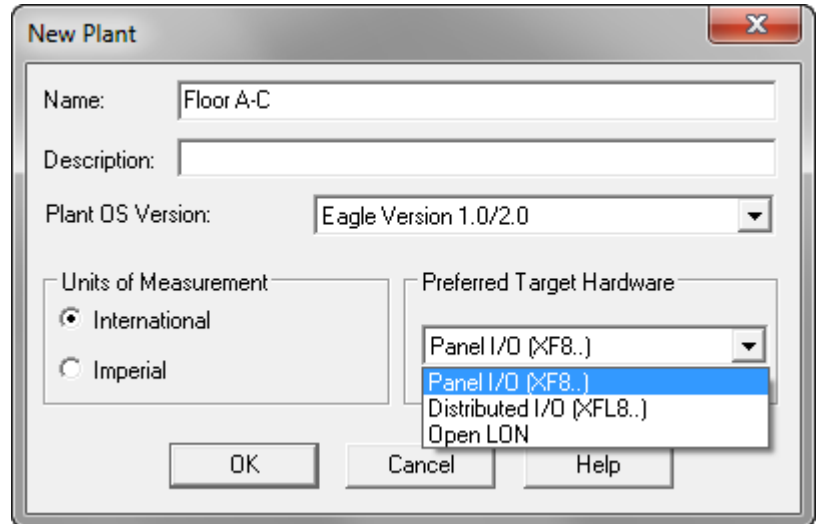 New Plant
Name: Floor A-C
Description:
Plant OS Version: Eagle Version 1.0/2.0
Units of Measurement
International
Imperial
Preferred Target Hardware
Panel I/O (XF8..)
Panel I/O (XF8..)
Distributed I/O (XFL8..)
Open LON
OK Cancel Help